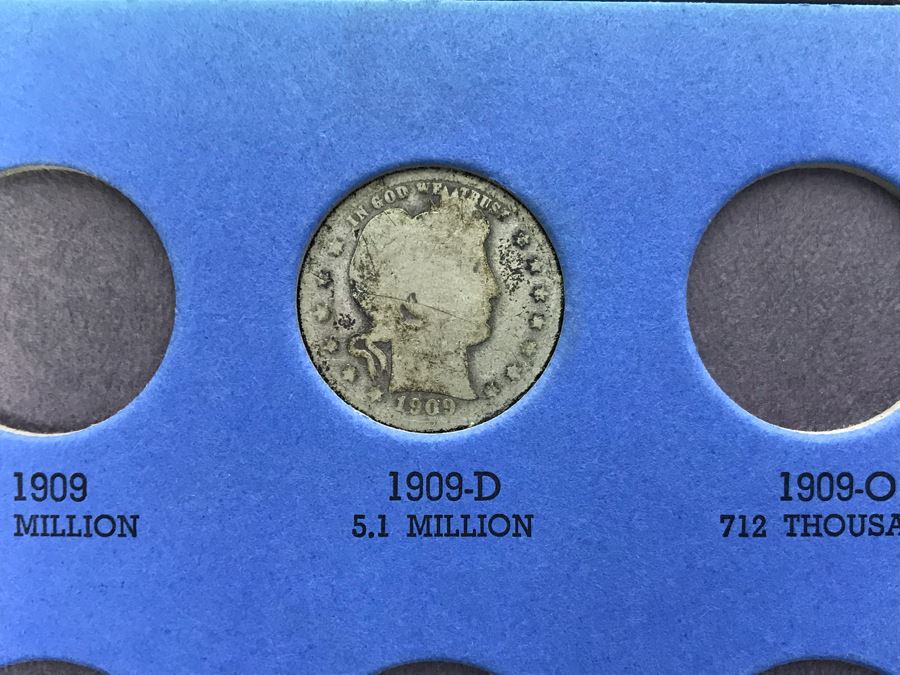 IN GOD WE TRUST
1909
1909
MILLION
1909-D
5.1 MILLION
1909-O
712 THOUSA